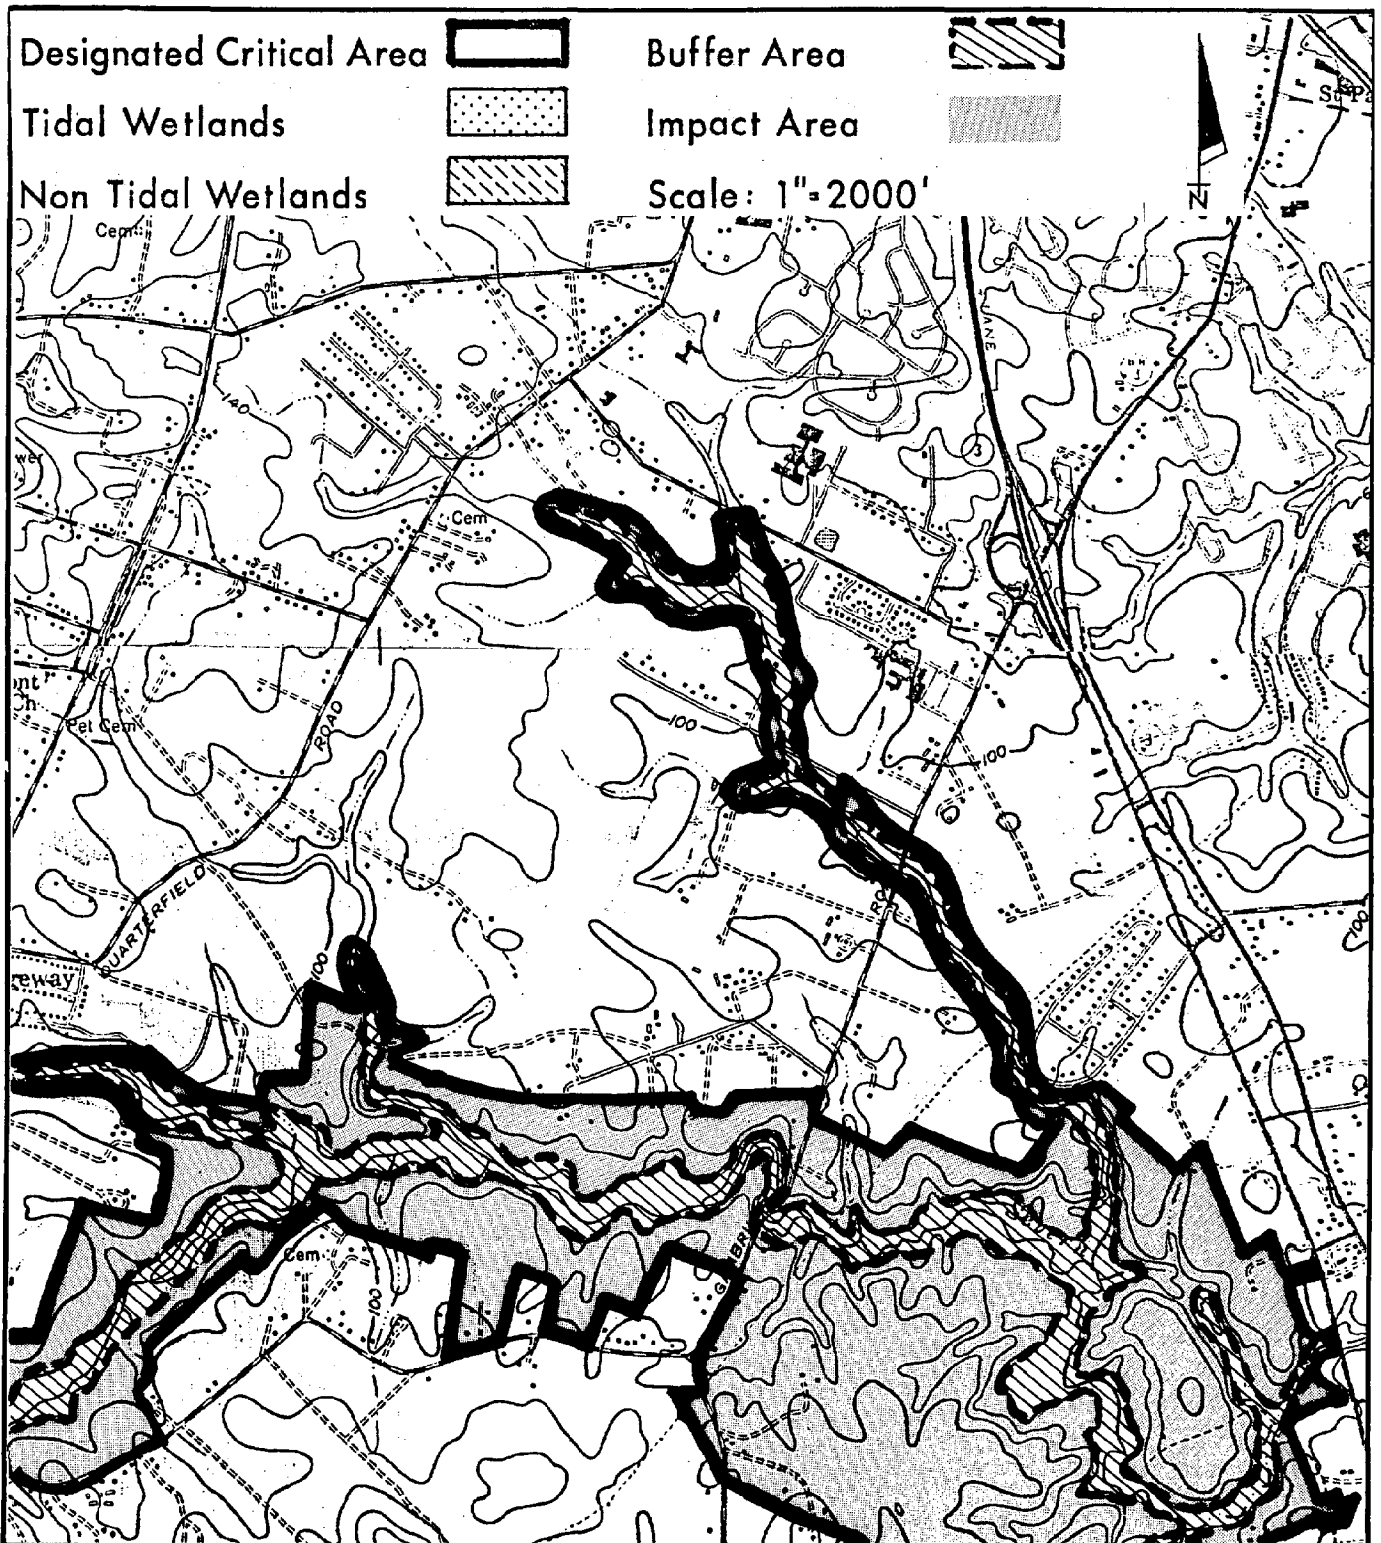 Designated Critical Area
Buffer Area
Tidal Wetlands
Impact Area
Non Tidal Wetlands
Scale: 1"=2000'
N
Cem
140
3
Cem
ROAD
Pet Cem
100
100
QUARTERFIELD
100
100
Cem
100